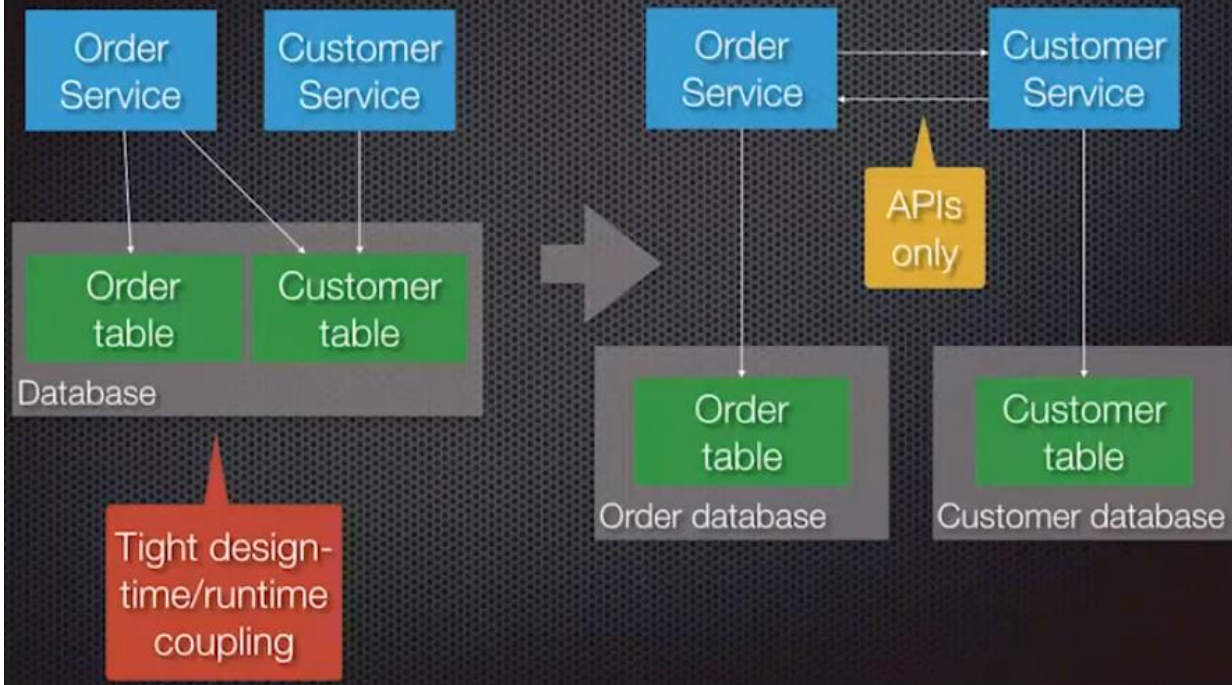 Order
Service
Customer
Service
Order
table
Customer
table
Database
Tight design-
time/runtime
coupling
Order
Service
Customer
Service
APIs
only
Order
table
Order database
Customer
table
Customer database